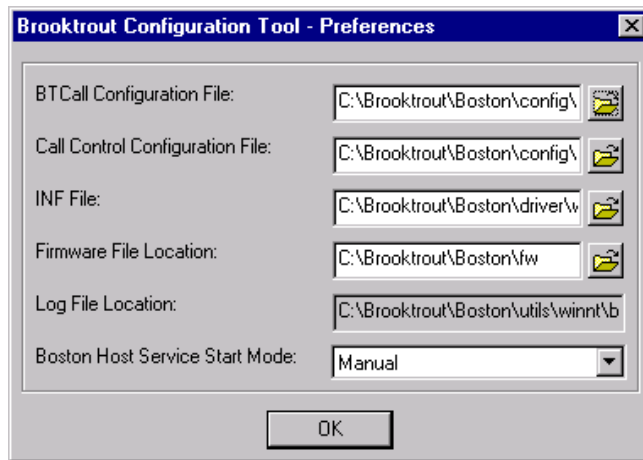 Brooktrout Configuration Tool - Preferences
BTCall Configuration File: C:\Brooktrout\Boston\config\
Call Control Configuration File: C:\Brooktrout\Boston\config\
INF File: C:\Brooktrout\Boston\driver\w
Firmware File Location: C:\Brooktrout\Boston\fw
Log File Location: C:\Brooktrout\Boston\utils\winnt\b
Boston Host Service Start Mode: Manual
OK